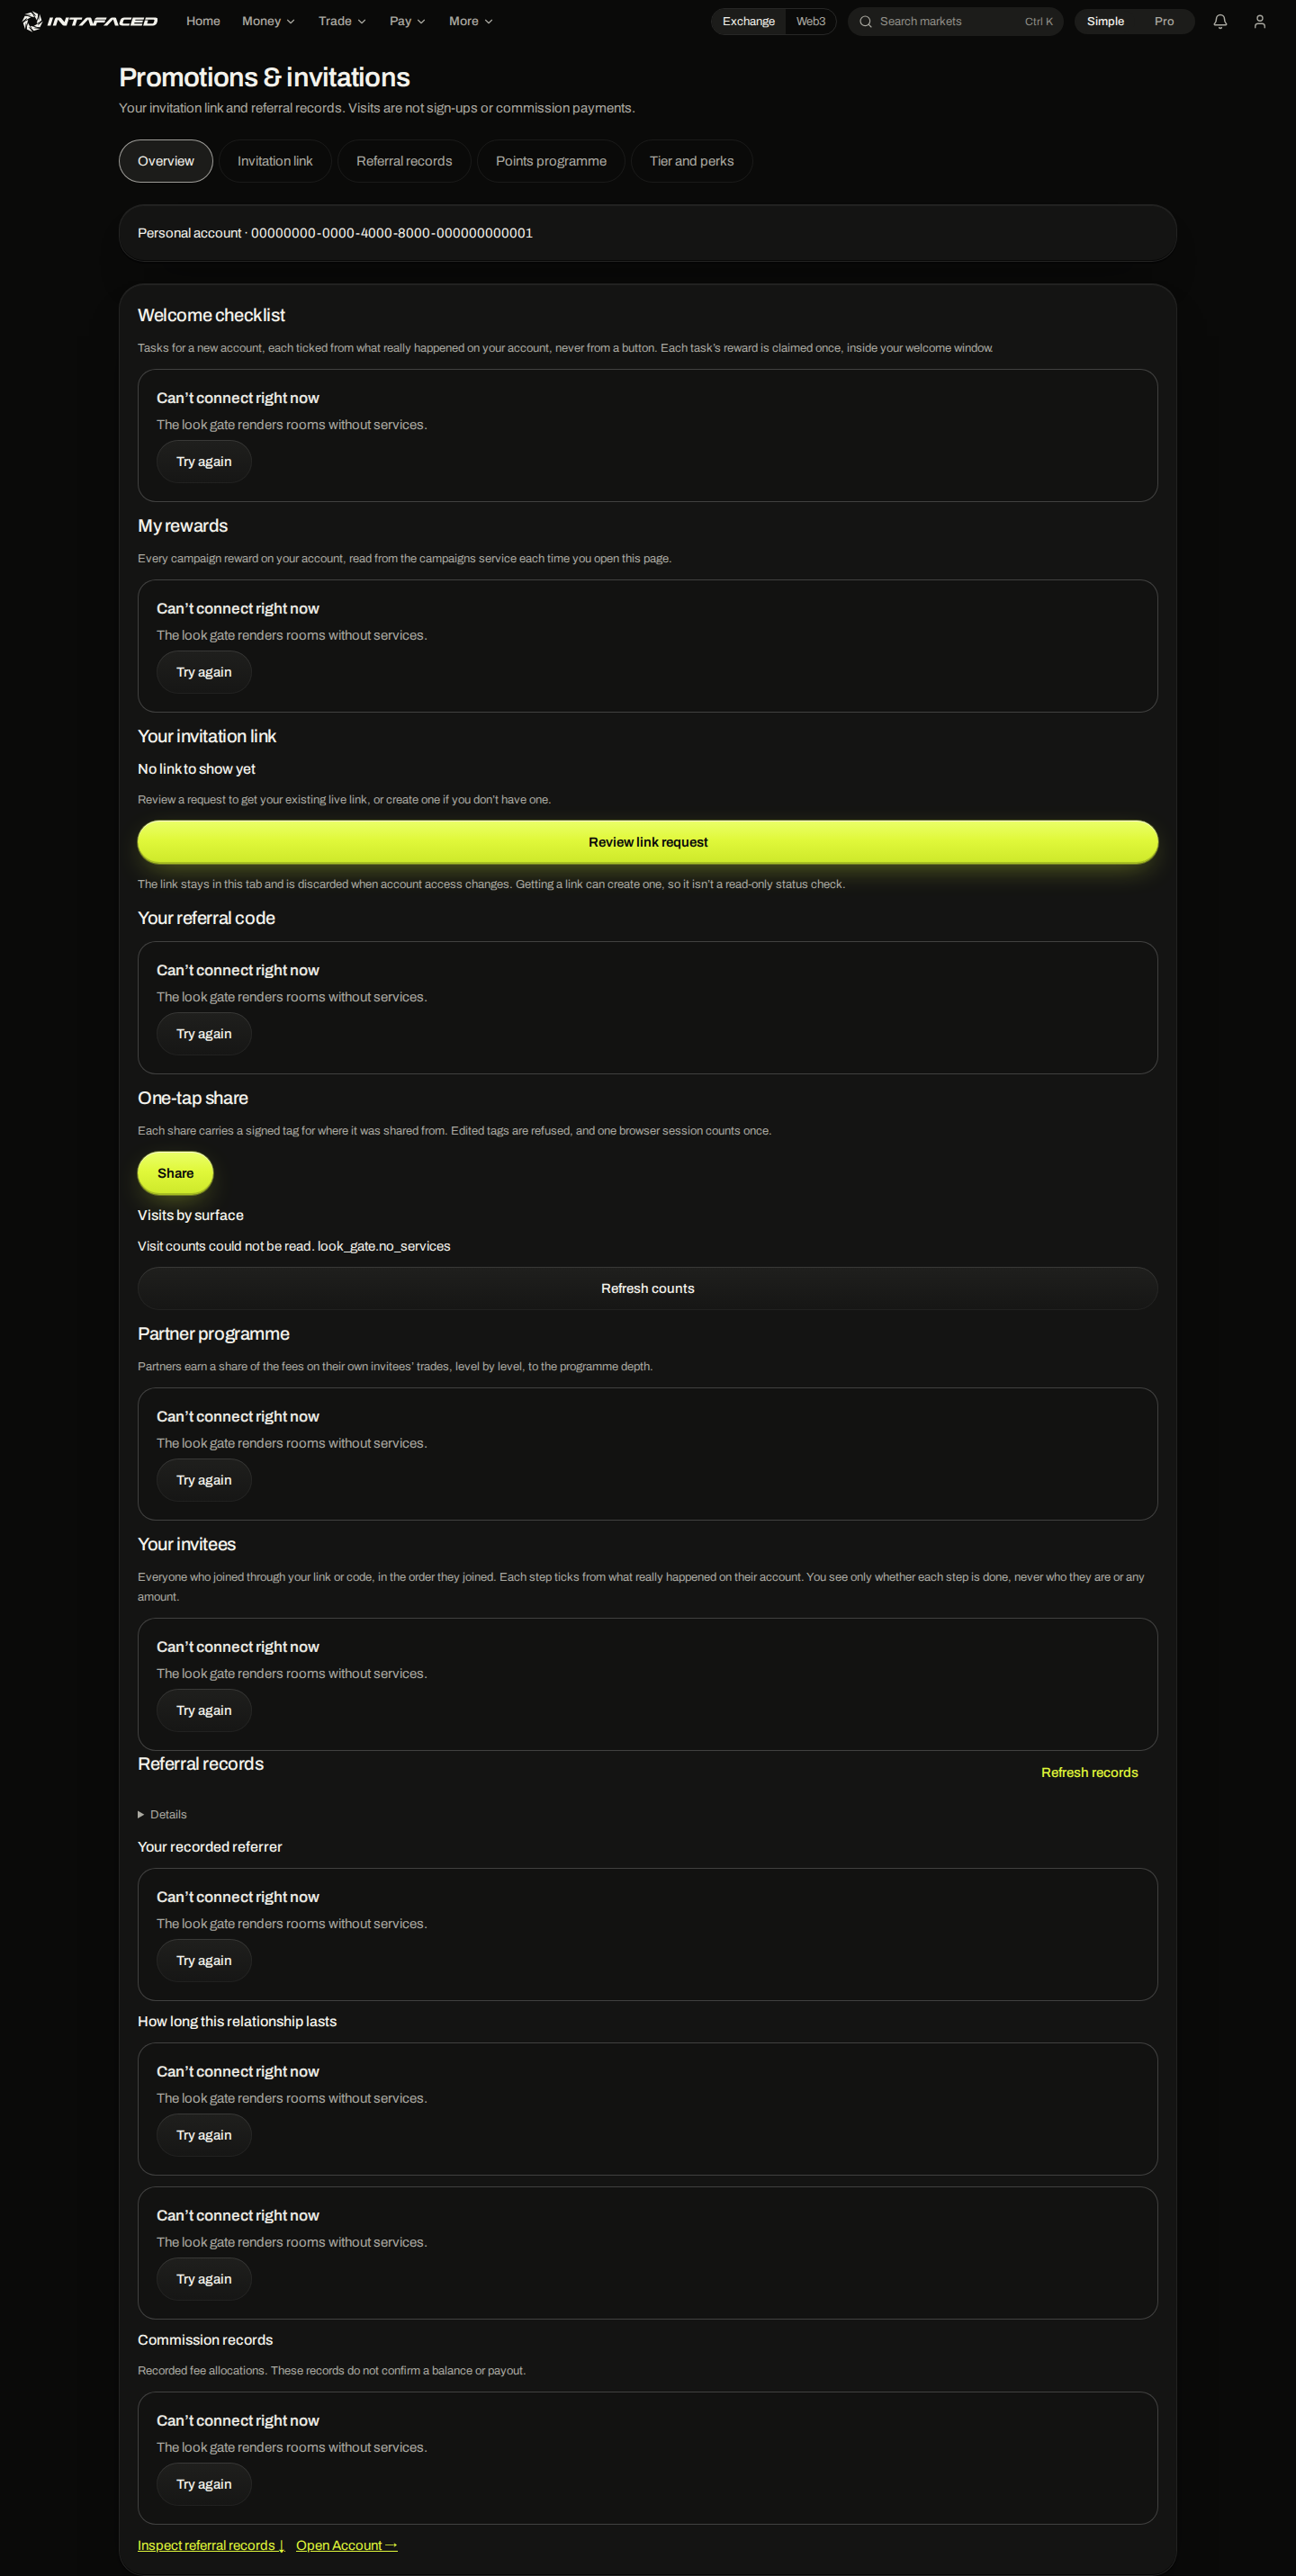 INTAFACED
Home
Money
Trade
Pay
More
Exchange
Web3
Search markets
Ctrl K
Simple
Pro
Promotions & invitations
Your invitation link and referral records. Visits are not sign-ups or commission payments.
Overview
Invitation link
Referral records
Points programme
Tier and perks
Personal account · 00000000-0000-4000-8000-000000000001
Welcome checklist
Tasks for a new account, each ticked from what really happened on your account, never from a button. Each task’s reward is claimed once, inside your welcome window.
Can’t connect right now
The look gate renders rooms without services.
Try again
My rewards
Every campaign reward on your account, read from the campaigns service each time you open this page.
Can’t connect right now
The look gate renders rooms without services.
Try again
Your invitation link
No link to show yet
Review a request to get your existing live link, or create one if you don’t have one.
Review link request
The link stays in this tab and is discarded when account access changes. Getting a link can create one, so it isn’t a read-only status check.
Your referral code
Can’t connect right now
The look gate renders rooms without services.
Try again
One-tap share
Each share carries a signed tag for where it was shared from. Edited tags are refused, and one browser session counts once.
Share
Visits by surface
Visit counts could not be read. look_gate.no_services
Refresh counts
Partner programme
Partners earn a share of the fees on their own invitees’ trades, level by level, to the programme depth.
Can’t connect right now
The look gate renders rooms without services.
Try again
Your invitees
Everyone who joined through your link or code, in the order they joined. Each step ticks from what really happened on their account. You see only whether each step is done, never who they are or any
amount.
Can’t connect right now
The look gate renders rooms without services.
Try again
Referral records
Refresh records
Details
Your recorded referrer
Can’t connect right now
The look gate renders rooms without services.
Try again
How long this relationship lasts
Can’t connect right now
The look gate renders rooms without services.
Try again
Can’t connect right now
The look gate renders rooms without services.
Try again
Commission records
Recorded fee allocations. These records do not confirm a balance or payout.
Can’t connect right now
The look gate renders rooms without services.
Try again
Inspect referral records ↓
Open Account →